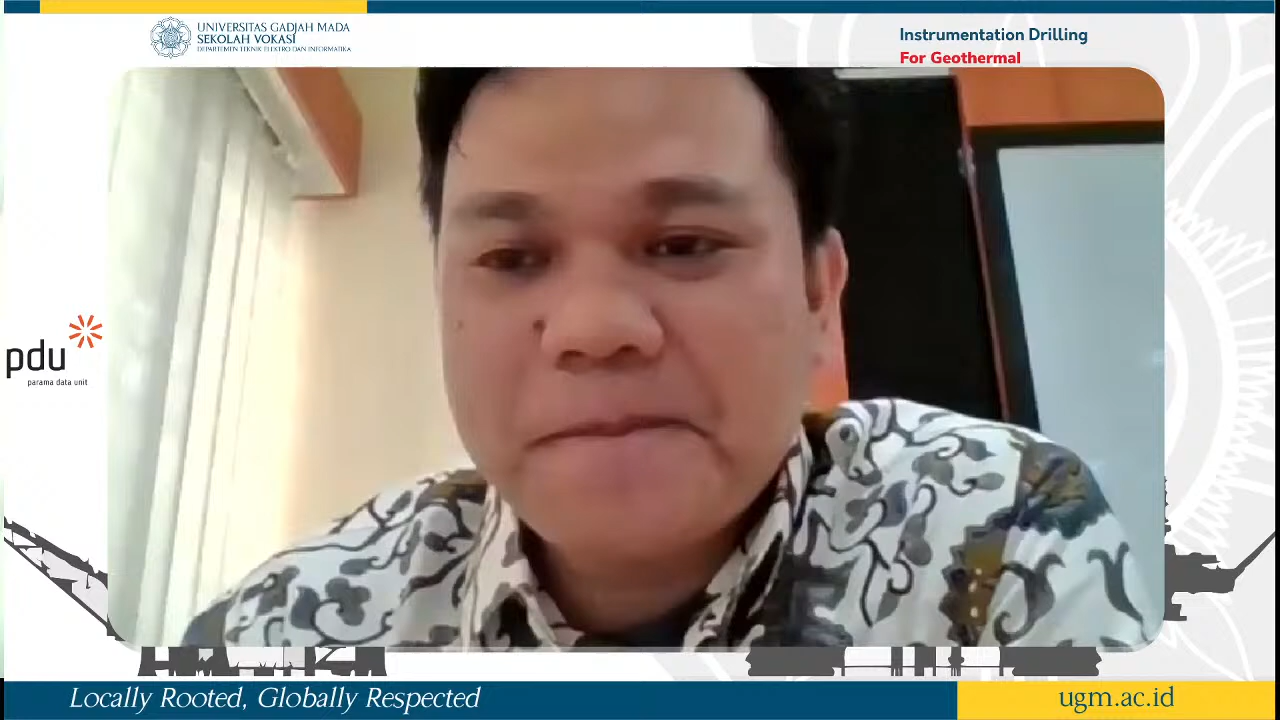 UNIVERSITAS GADJAH MADA
SEKOLAH VOKASI
DEPARTEMEN TEKNIK ELEKTRO DAN INFORMATIKA
Instrumentation Drilling
For Geothermal
pdu
parama data unit
Locally Rooted, Globally Respected
ugm.ac.id